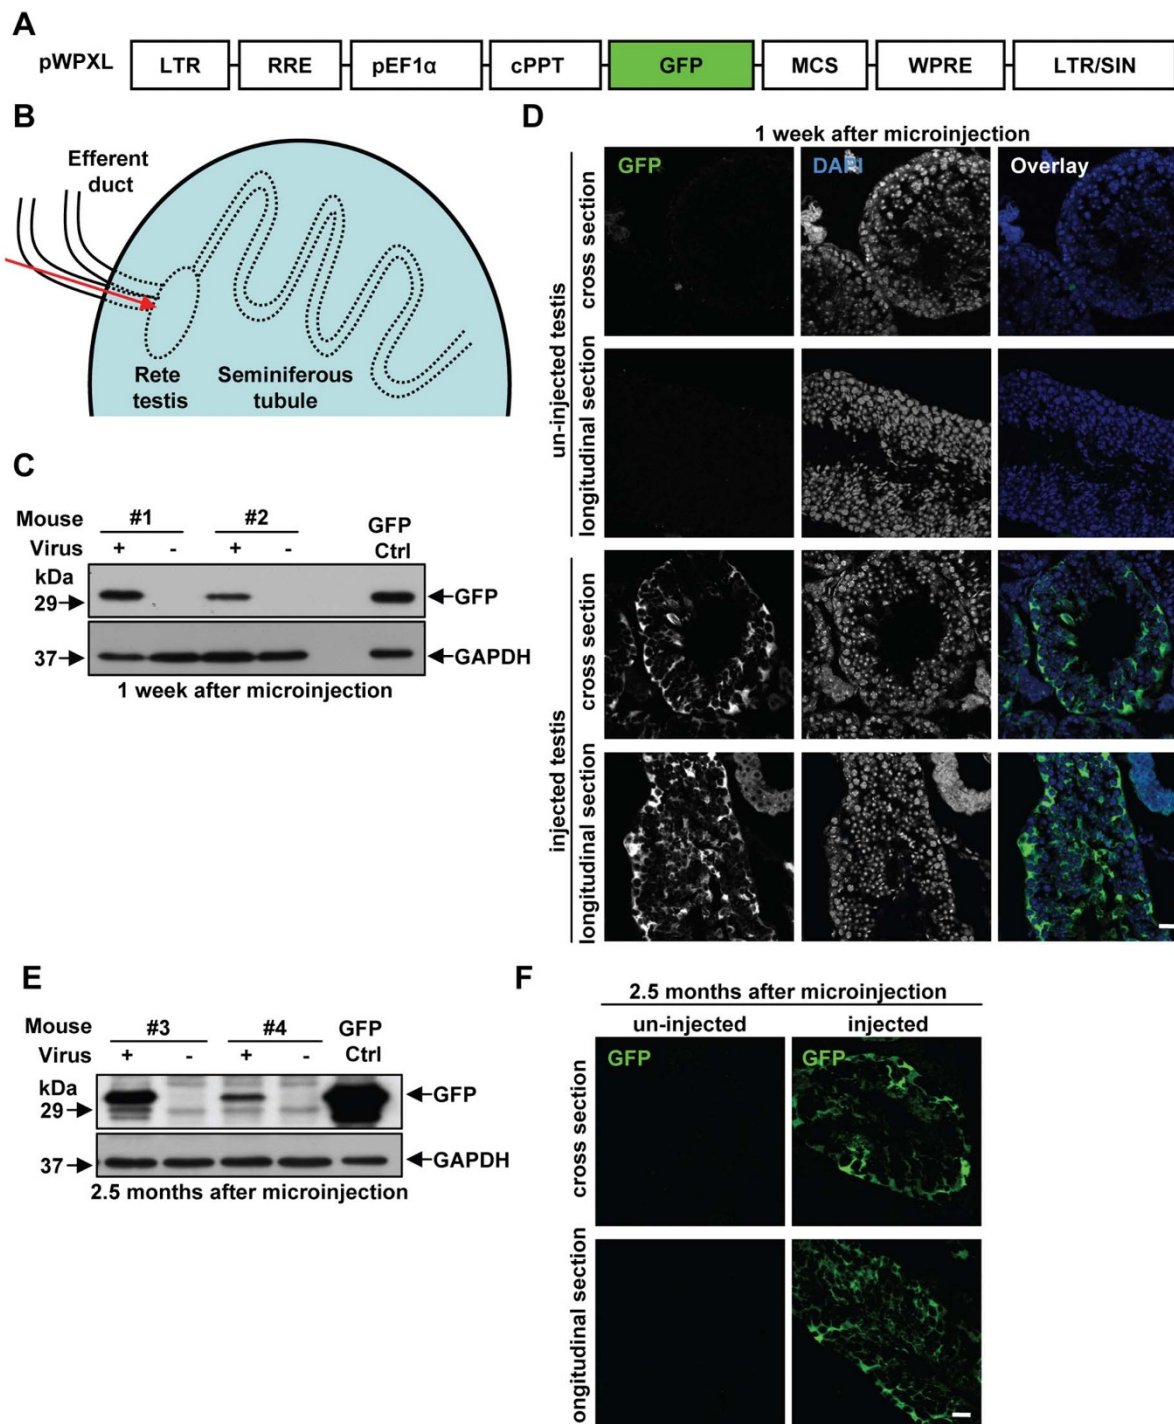 A
pWPXL LTR RRE pEF1α cPPT GFP MCS WPRE LTR/SIN
B
Efferent
duct
Rete
testis
Seminiferous
tubule
C
Mouse #1 #2 GFP
Virus + - + - Ctrl
kDa
29 GFP
37 GAPDH
1 week after microinjection
D
1 week after microinjection
GFP DAPI Overlay
un-injected testis
cross section
longitudinal section
injected testis
cross section
longitudinal section
E
Mouse #3 #4 GFP
Virus + - + - Ctrl
kDa
29 GFP
37 GAPDH
2.5 months after microinjection
F
2.5 months after microinjection
un-injected injected
GFP GFP
cross section
ongitudinal section